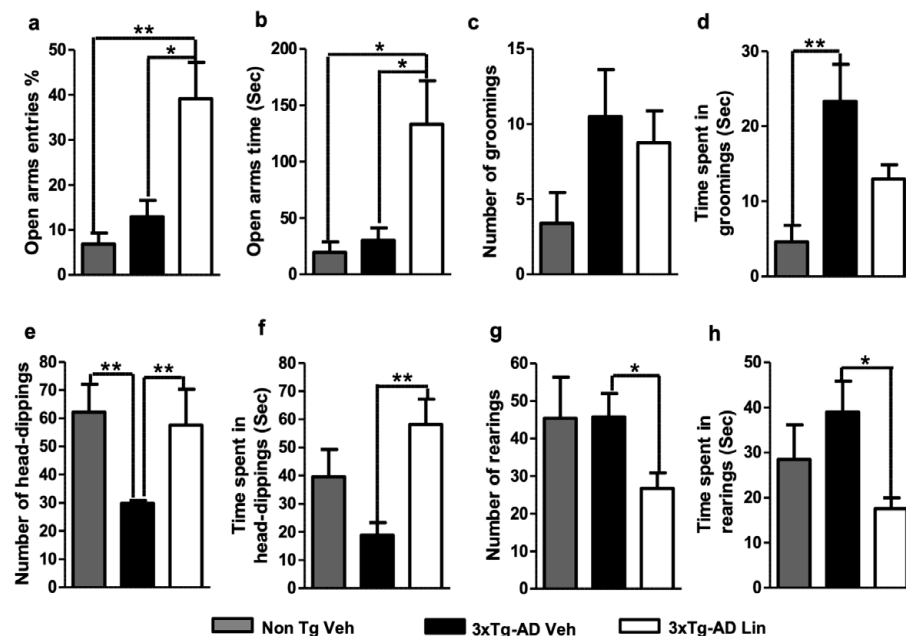 a
Open arms entries %
50
40
30
20
10
0
**
*
b
Open arms time (Sec)
200
150
100
50
0
*
*
c
Number of groomings
15
10
5
0
d
Time spent in
groomings (Sec)
30
20
10
0
**
e
Number of head-dippings
80
70
60
50
40
30
20
10
0
**
**
f
Time spent in
head-dippings (Sec)
80
70
60
50
40
30
20
10
0
**
g
Number of rearings
60
50
40
30
20
10
0
*
h
Time spent in
rearings (Sec)
50
40
30
20
10
0
*
Non Tg Veh
3xTg-AD Veh
3xTg-AD Lin